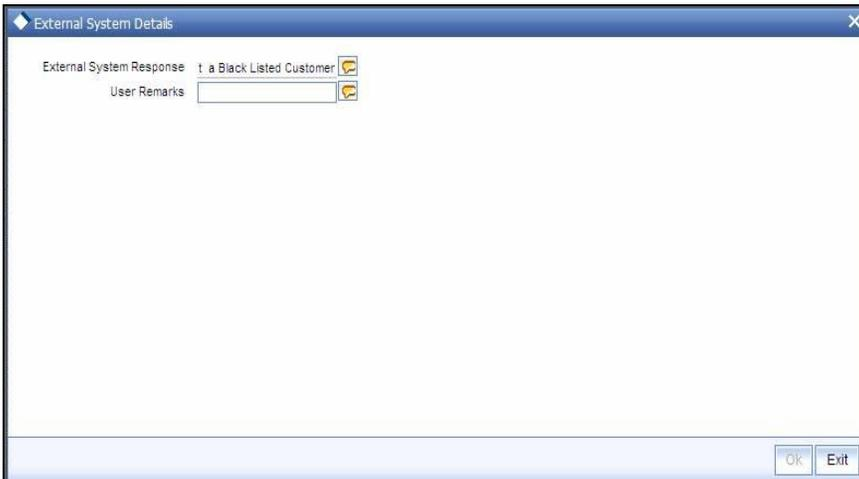 External System Details
External System Response t a Black Listed Customer
User Remarks
Ok Exit